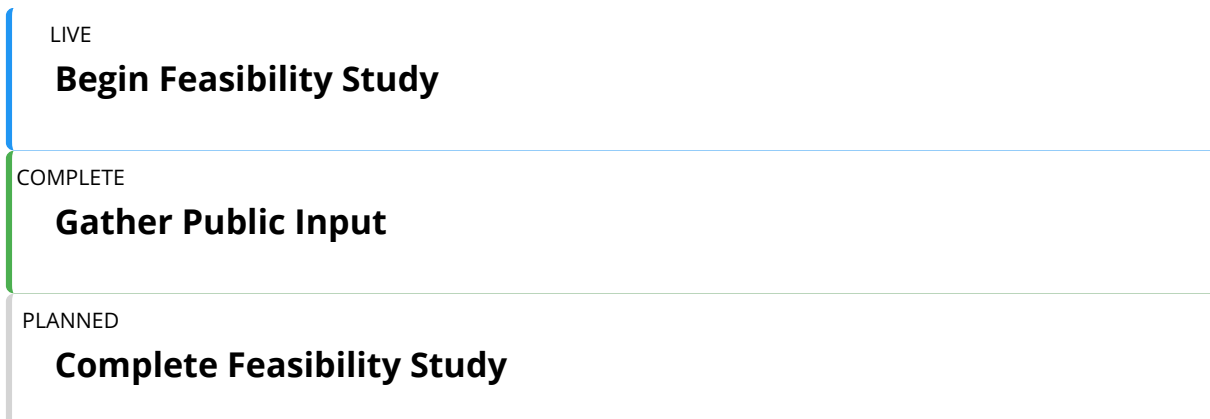 LIVE
Begin Feasibility Study
COMPLETE
Gather Public Input
PLANNED
Complete Feasibility Study